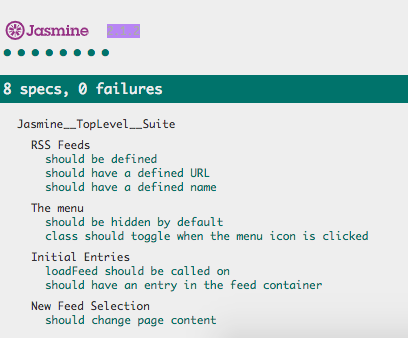 Jasmine 2.1.2
8 specs, 0 failures
Jasmine__TopLevel__Suite
RSS Feeds
should be defined
should have a defined URL
should have a defined name
The menu
should be hidden by default
class should toggle when the menu icon is clicked
Initial Entries
loadFeed should be called on
should have an entry in the feed container
New Feed Selection
should change page content